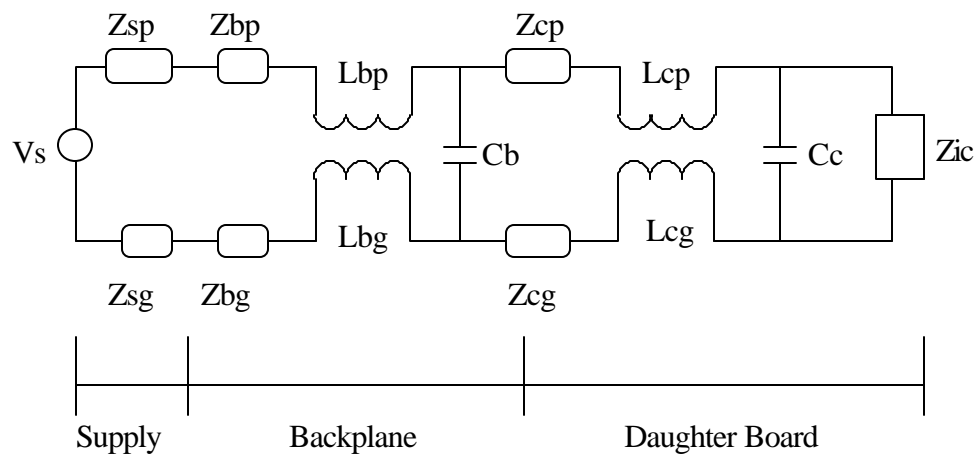 Zsp Zbp Zcp
Lbp Lcp
Vs Cb Cc Zic
Lbg Lcg
Zsg Zbg Zcg
Supply Backplane Daughter Board